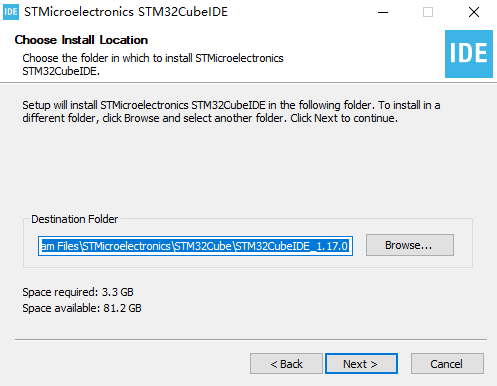 IDE STMicroelectronics STM32CubeIDE
Choose Install Location
Choose the folder in which to install STMicroelectronics
STM32CubeIDE.
IDE
Setup will install STMicroelectronics STM32CubeIDE in the following folder. To install in a
different folder, click Browse and select another folder. Click Next to continue.
Destination Folder
am Files\STMicroelectronics\STM32Cube\STM32CubeIDE_1.17.0
Browse...
Space required: 3.3 GB
Space available: 81.2 GB
< Back
Next >
Cancel